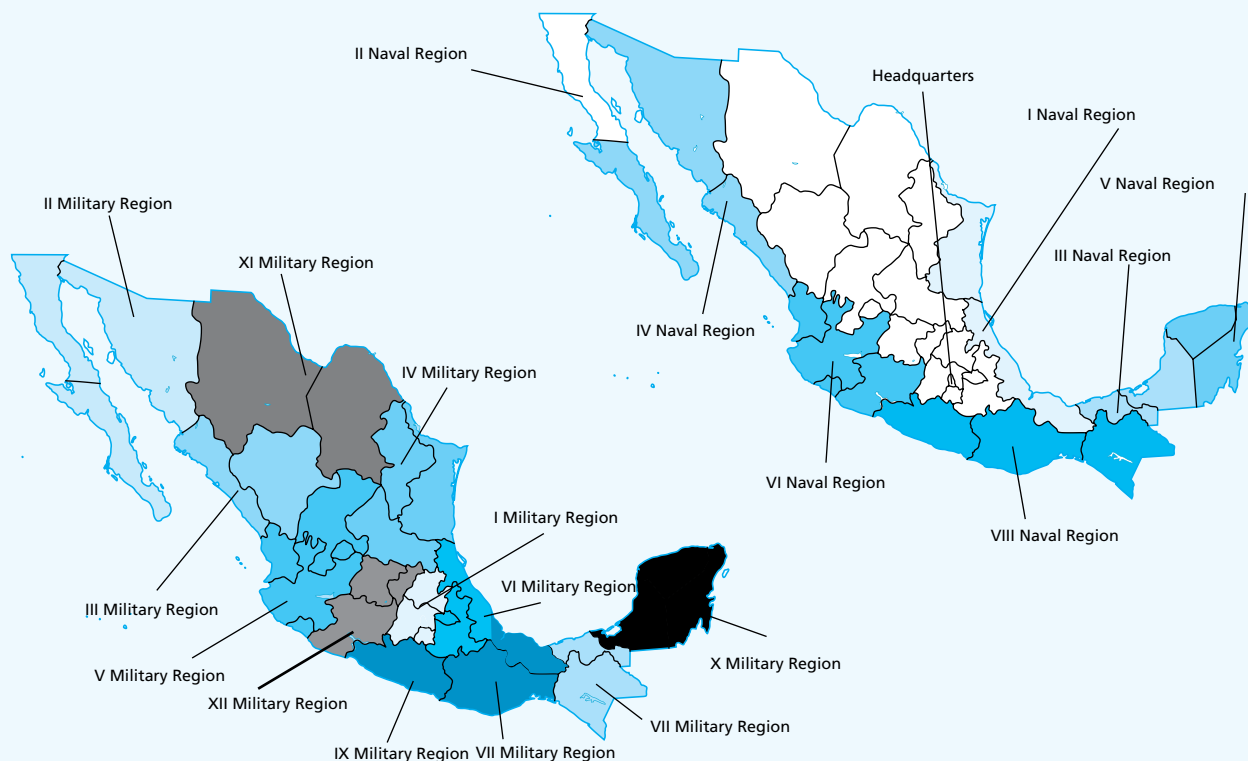 II Naval Region
Headquarters
I Naval Region
V Naval Region
III Naval Region
IV Naval Region
VI Naval Region
VIII Naval Region
II Military Region
XI Military Region
IV Military Region
I Military Region
VI Military Region
III Military Region
V Military Region
XII Military Region
X Military Region
VII Military Region
IX Military Region
VII Military Region